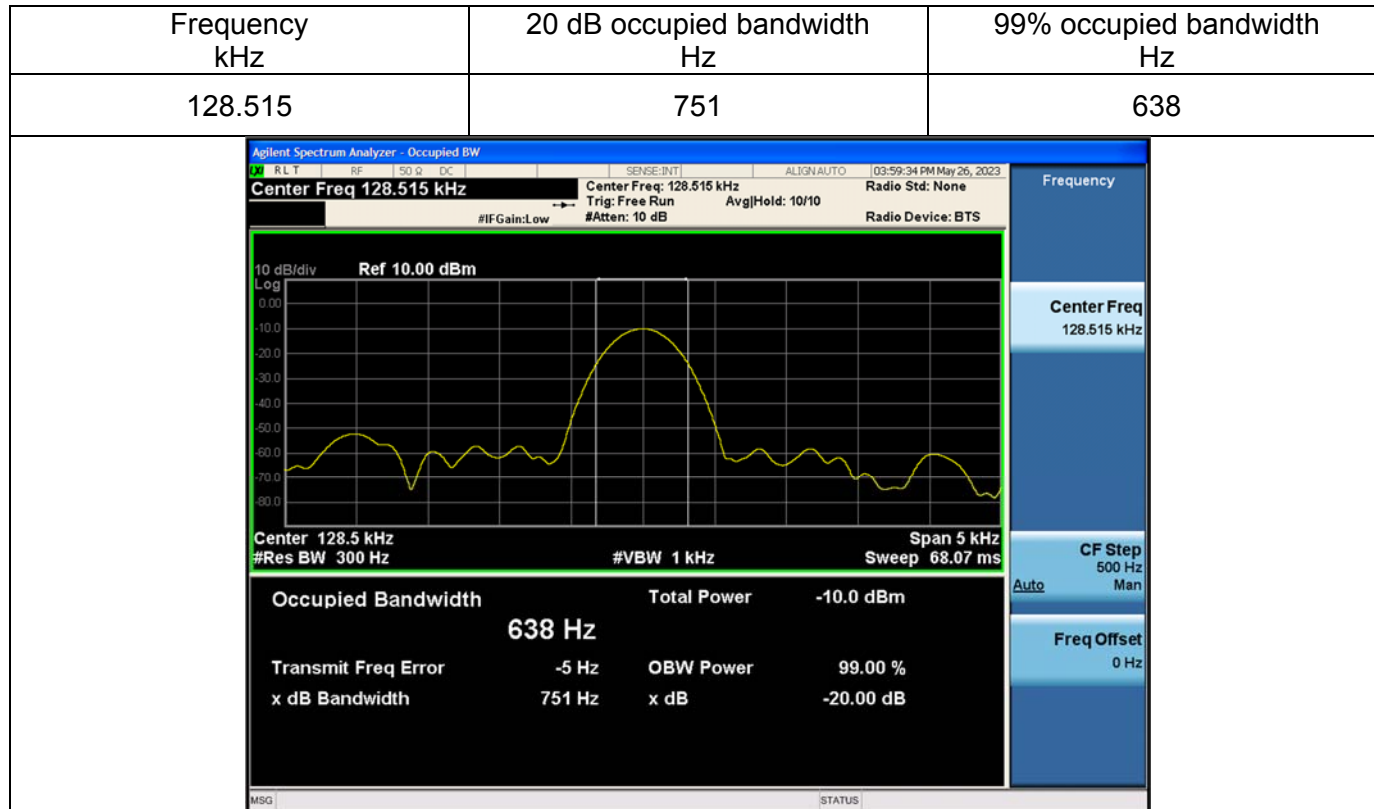 Frequency 20 dB occupied bandwidth 99% occupied bandwidth
kHz Hz Hz
128.515 751 638
Agilent Spectrum Analyzer - Occupied BW
LXI RLT RF 50 Ω DC SENSE:INT ALIGN AUTO 03:59:34 PM May 26, 2023
Center Freq 128.515 kHz Center Freq: 128.515 kHz Radio Std: None Frequency
Trig: Free Run Avg|Hold: 10/10
#IFGain:Low #Atten: 10 dB Radio Device: BTS
10 dB/div Ref 10.00 dBm
Log
0.00
-10.0
-20.0
-30.0
-40.0
-50.0
-60.0
-70.0
-80.0
Center Freq
128.515 kHz
Center 128.5 kHz Span 5 kHz
#Res BW 300 Hz #VBW 1 kHz Sweep 68.07 ms
CF Step
500 Hz
Auto Man
Occupied Bandwidth Total Power -10.0 dBm
638 Hz
Freq Offset
0 Hz
Transmit Freq Error -5 Hz OBW Power 99.00 %
x dB Bandwidth 751 Hz x dB -20.00 dB
MSG STATUS